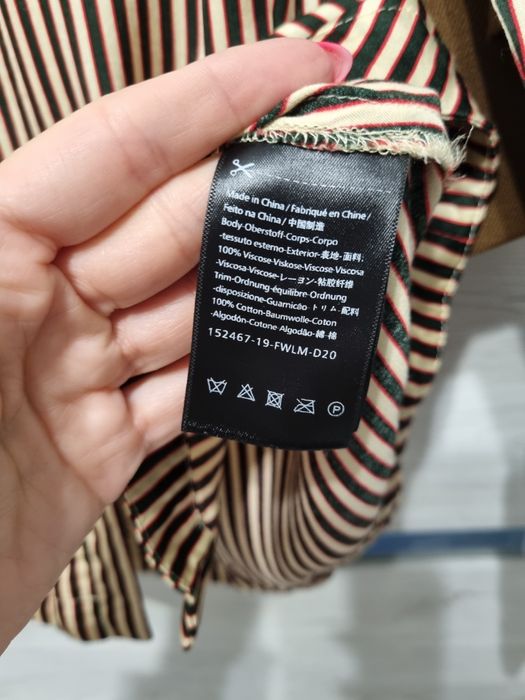 Made in China / Fabriqué en Chine /
Feito na China / 中国制造
Body-Oberstoff-Corps-Corpo
-tessuto esterno-Exterior-表地-面料:
100% Viscose-Viskose-Viscose Viscosa
-Viscosa-Viscose-レーヨン-粘胶纤维
Trim-Ordnung-équilibre-Ordnung
-disposizione-Guarnicão-トリム-配料
100% Cotton-Baumwolle-Coton
-Algodón-Cotone Algodão-綿-棉
152467-19-FWLM-D20
P